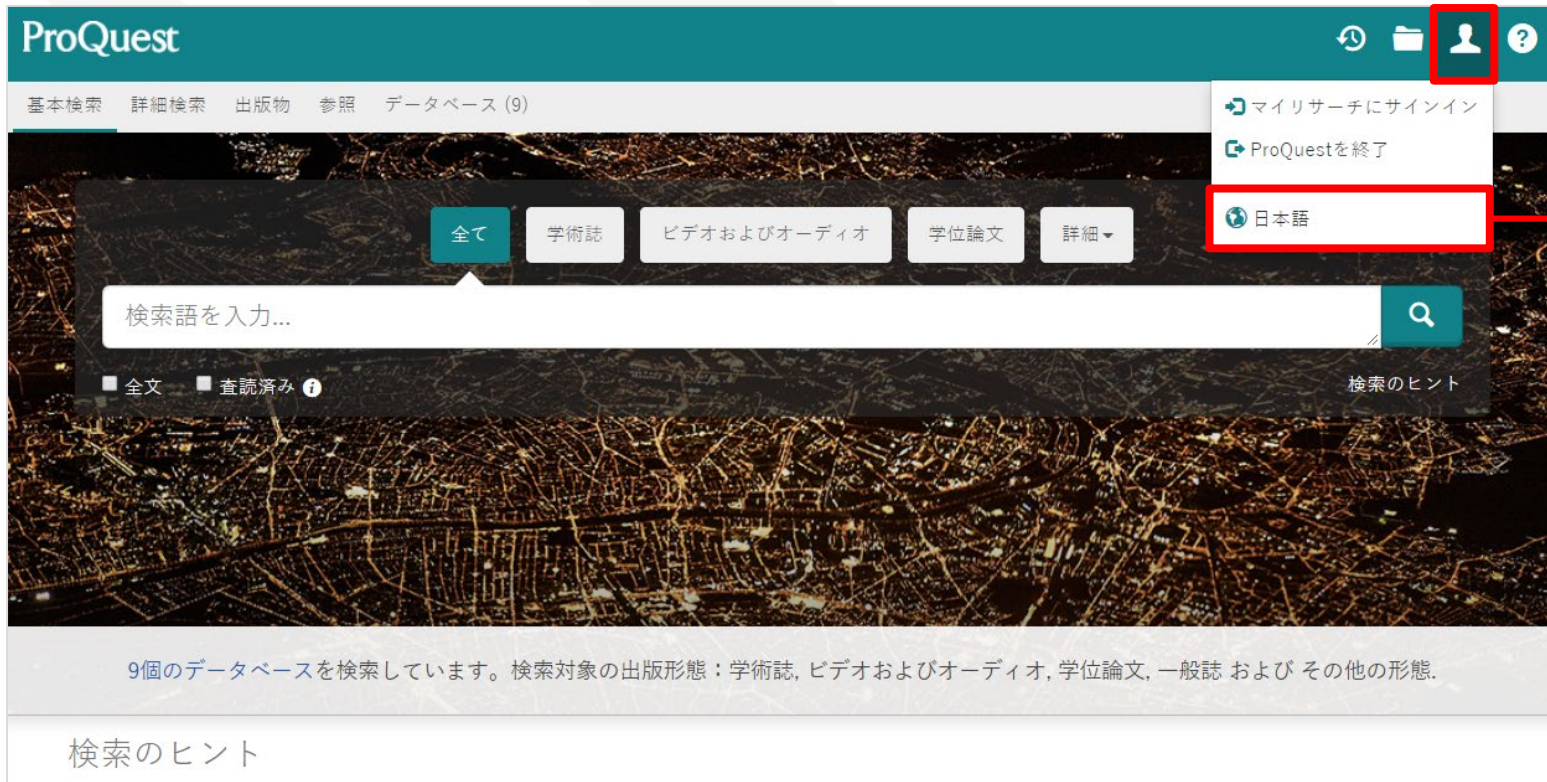 ProQuest
基本検索 詳細検索 出版物 参照 データベース (9)
マイリサーチにサインイン
ProQuestを終了
日本語
全て 学術誌 ビデオおよびオーディオ 学位論文 詳細
検索語を入力...
全文 査読済み
検索のヒント
9個のデータベースを検索しています。検索対象の出版形態：学術誌, ビデオおよびオーディオ, 学位論文, 一般誌 および その他の形態.
検索のヒント